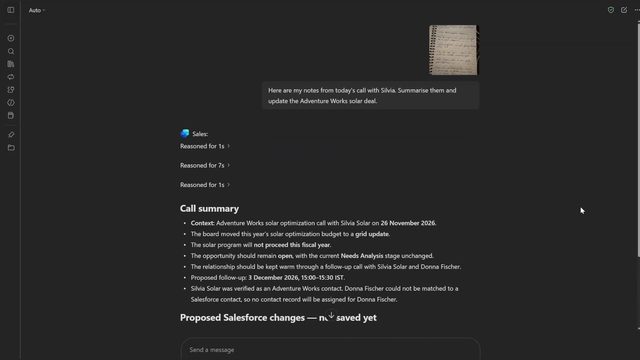 Auto
Here are my notes from today's call with Silvia. Summarise them and
update the Adventure Works solar deal.
Sales:
Reasoned for 1s
Reasoned for 7s
Reasoned for 1s
Call summary
Context: Adventure Works solar optimization call with Silvia Solar on 26 November 2026.
The board moved this year's solar optimization budget to a grid update.
The solar program will not proceed this fiscal year.
The opportunity should remain open, with the current Needs Analysis stage unchanged.
The relationship should be kept warm through a follow-up call with Silvia Solar and Donna Fischer.
Proposed follow-up: 3 December 2026, 15:00–15:30 IST.
Silvia Solar was verified as an Adventure Works contact. Donna Fischer could not be matched to a
Salesforce contact, so no contact record will be assigned for Donna Fischer.
Proposed Salesforce changes — saved yet
Send a message